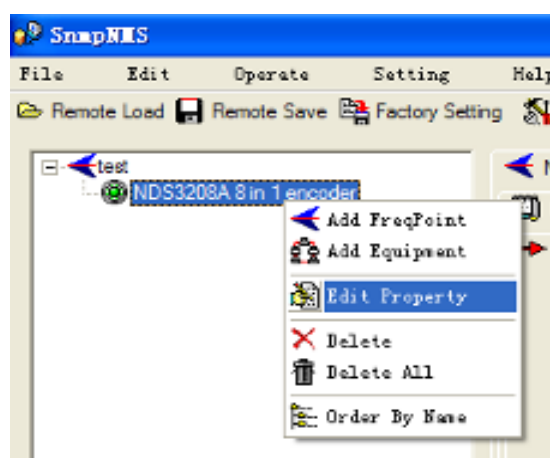 SnmpNMS
File Edit Operate Setting Help
Remote Load Remote Save Factory Setting
test
NDS3208A 8 in 1 encoder
Add FreqPoint
Add Equipment
Edit Property
Delete
Delete All
Order By Name